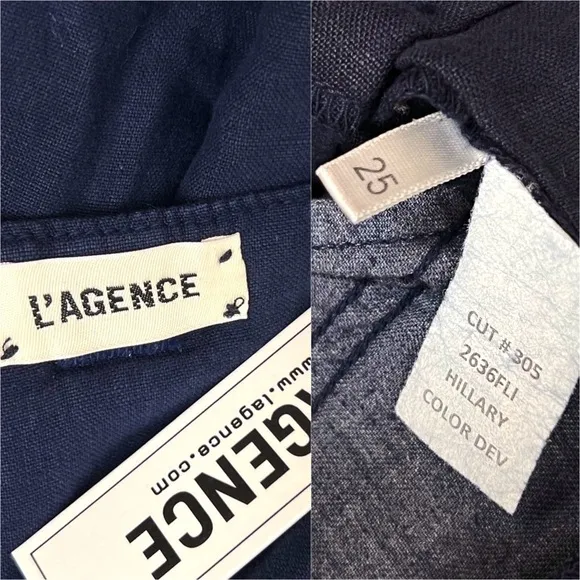 L'AGENCE
www.lagence.com
AGENCE
25
CUT # 305
2636FLI
HILLARY
COLOR DEV